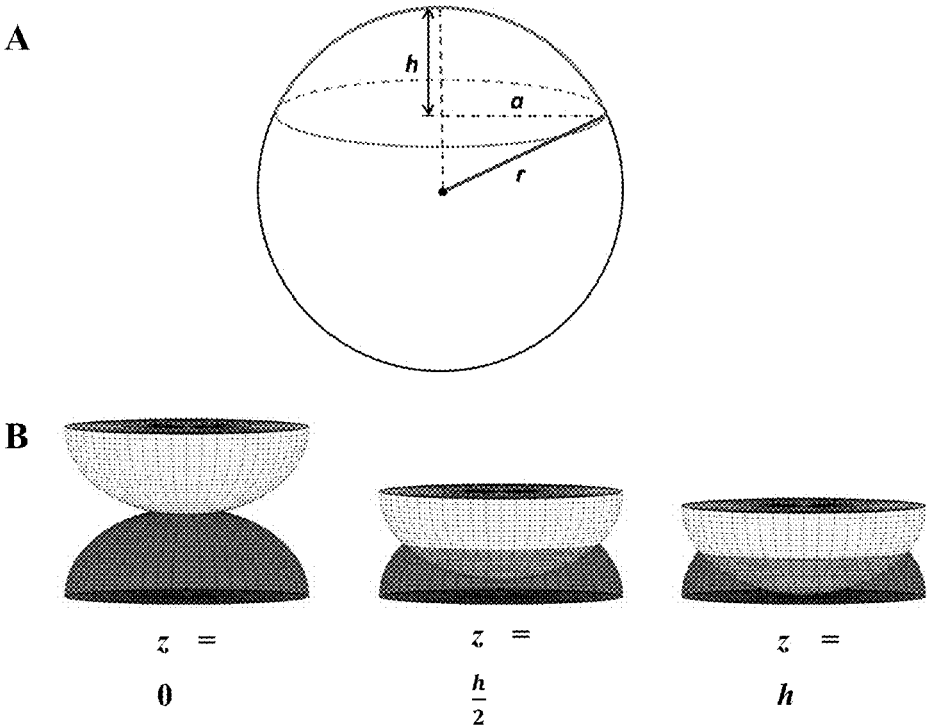 A
h
a
r
B
z = z = z =
0 h/2 h